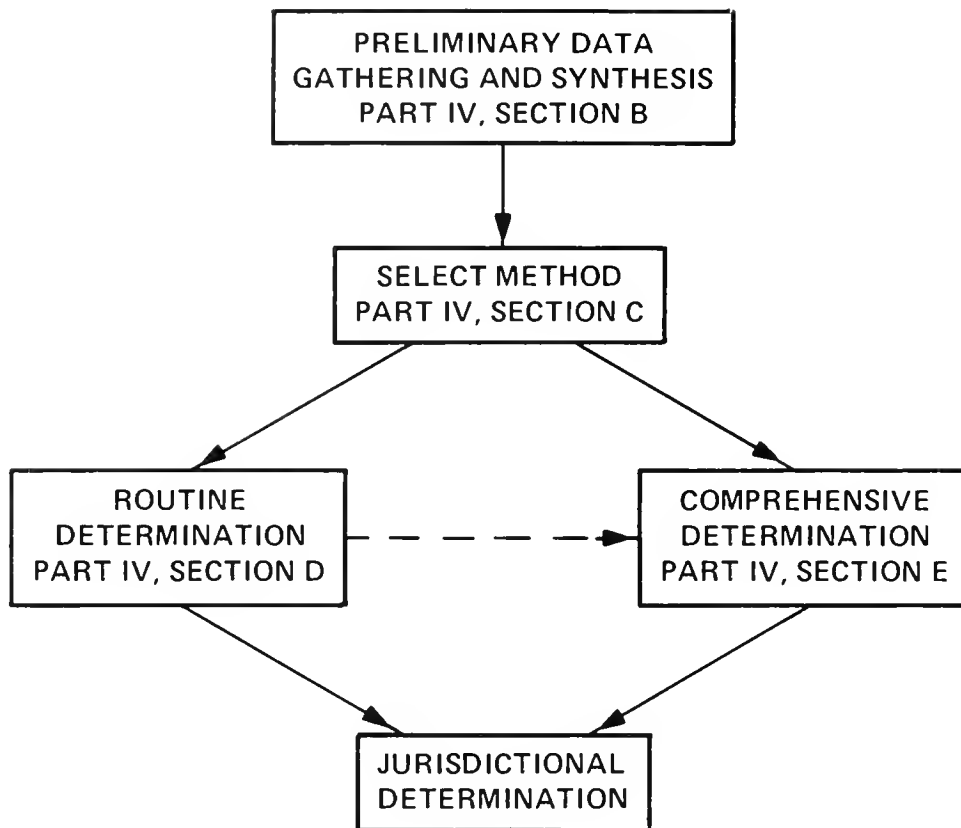 PRELIMINARY DATA
GATHERING AND SYNTHESIS
PART IV, SECTION B
SELECT METHOD
PART IV, SECTION C
ROUTINE
DETERMINATION
PART IV, SECTION D
COMPREHENSIVE
DETERMINATION
PART IV, SECTION E
JURISDICTIONAL
DETERMINATION